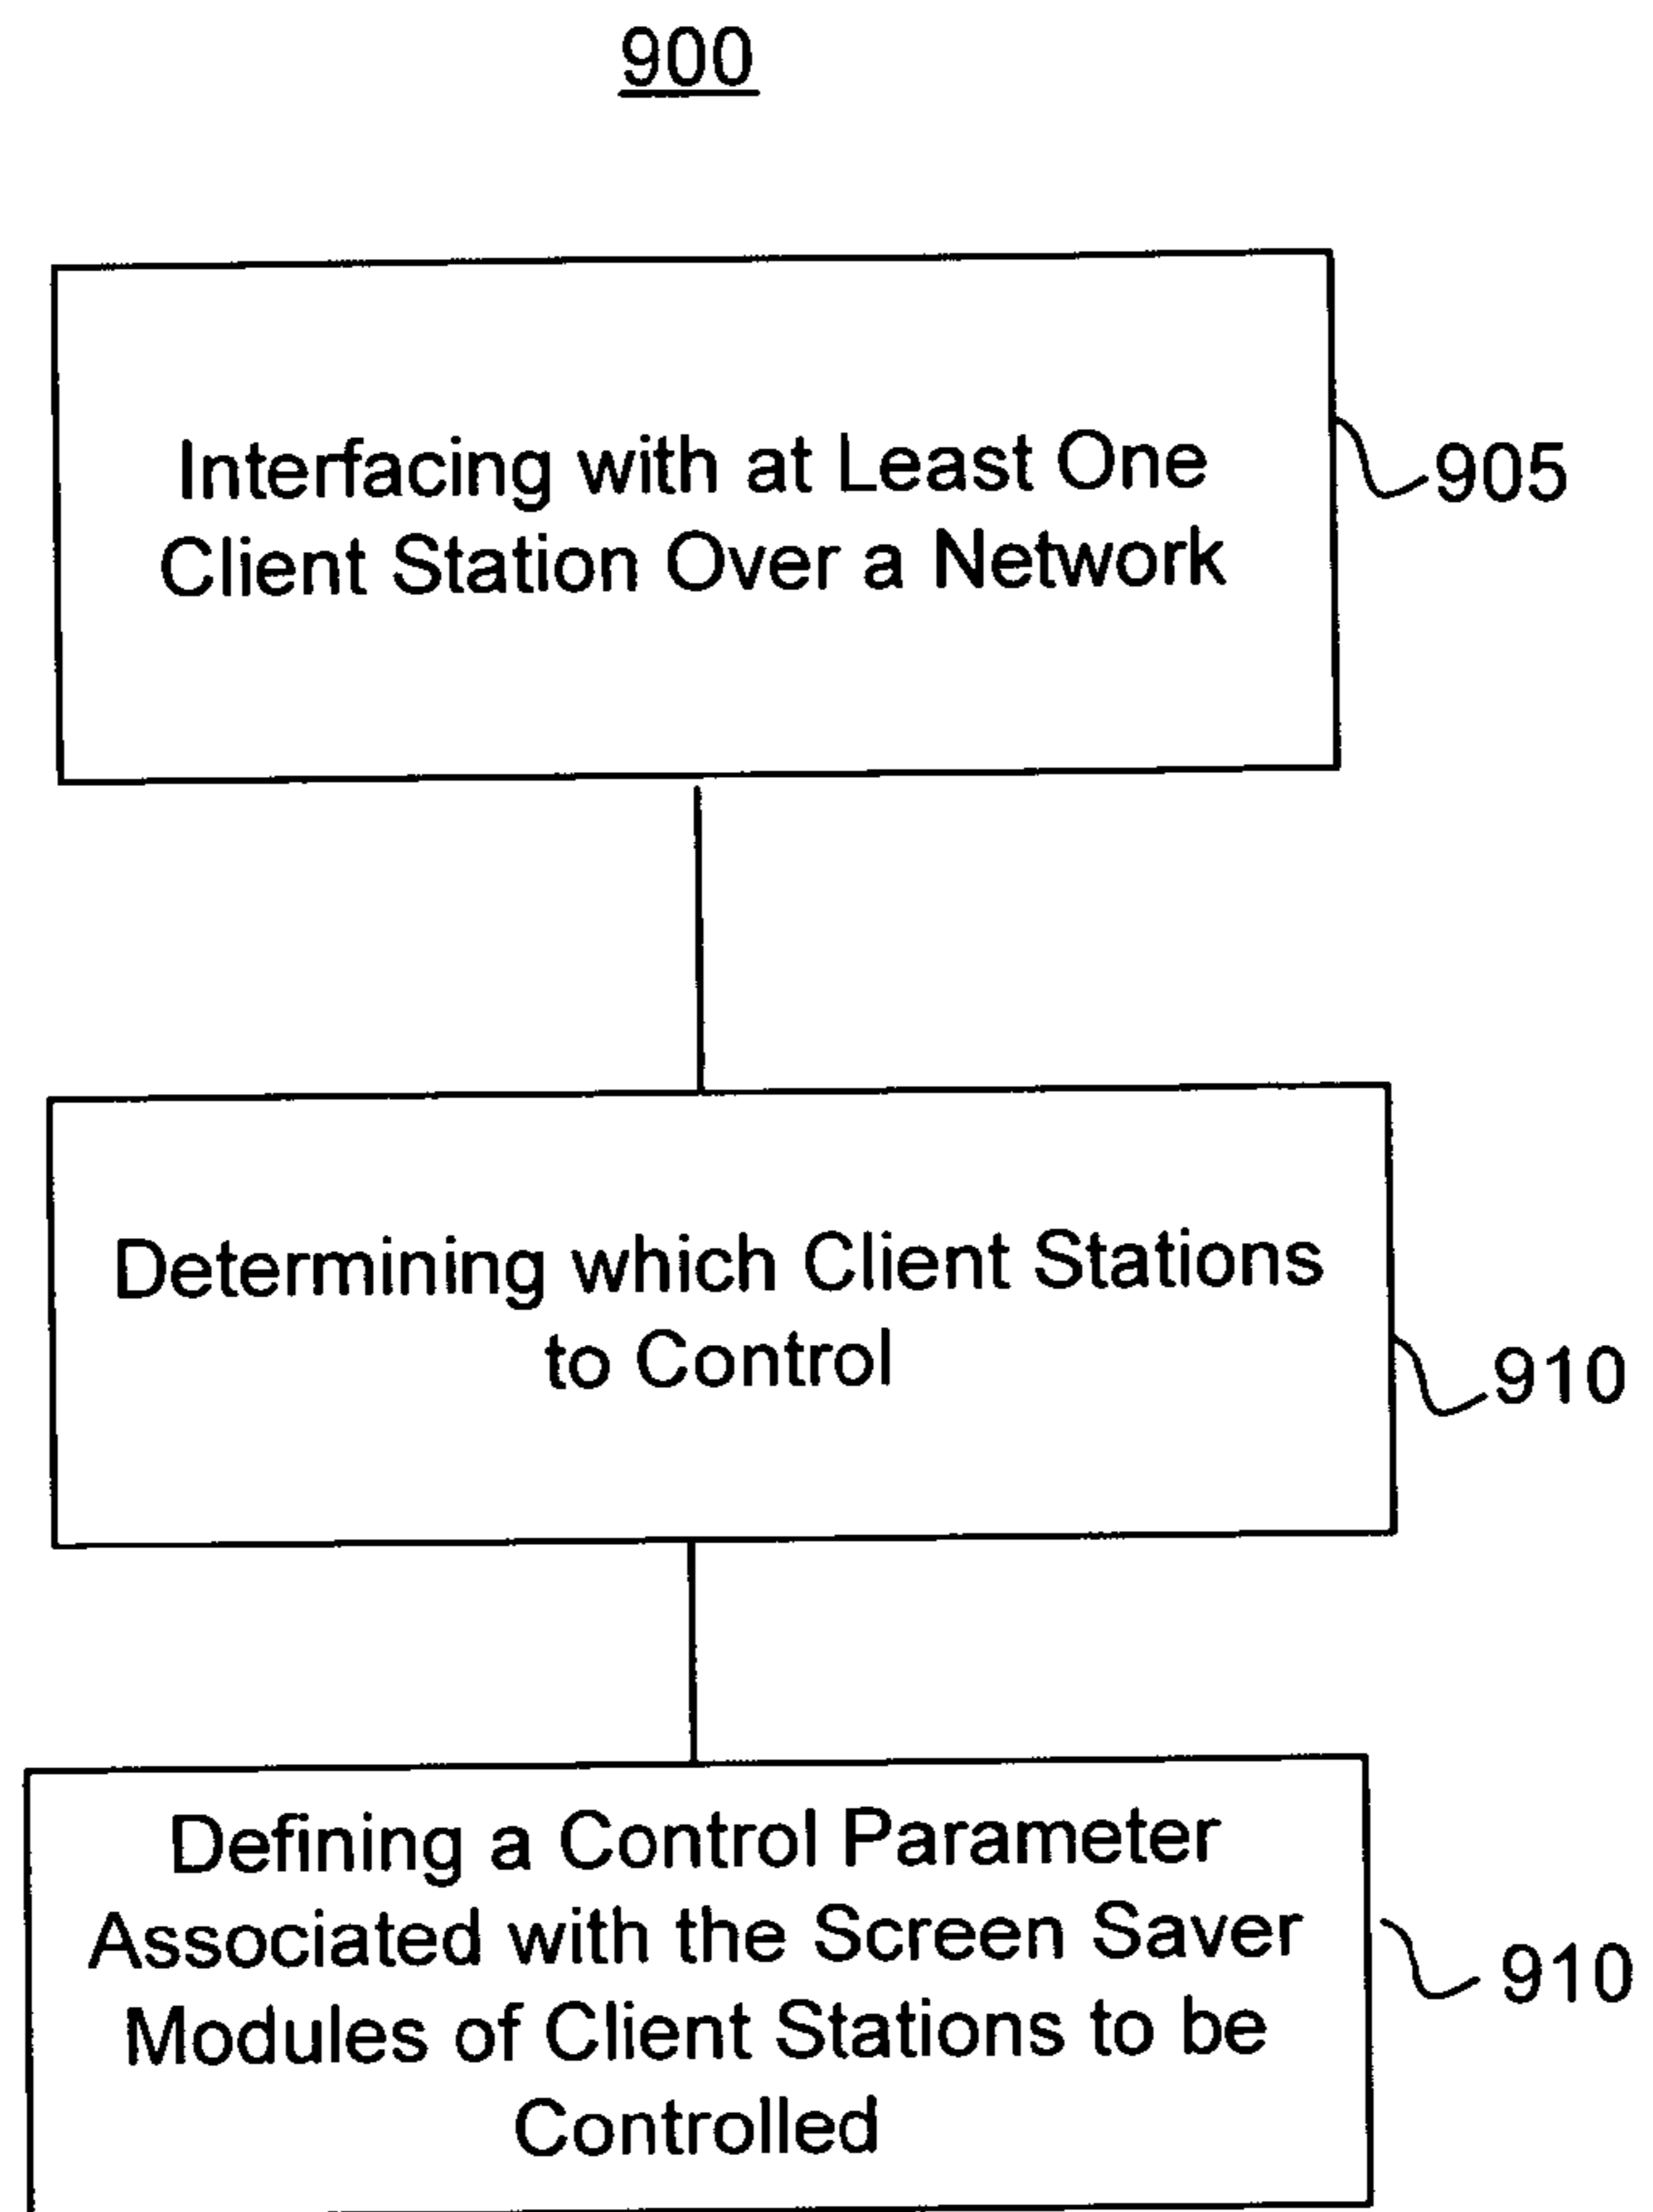 900
Interfacing with at Least One
Client Station Over a Network
905
Determining which Client Stations
to Control
910
Defining a Control Parameter
Associated with the Screen Saver
Modules of Client Stations to be
Controlled
910